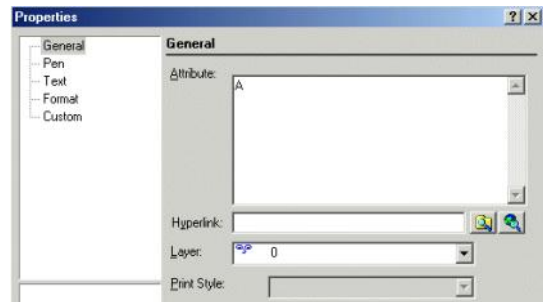 Properties
General
Pen
Text
Format
Custom
General
Attribute:
A
Hyperlink:
Layer:
0
Print Style: